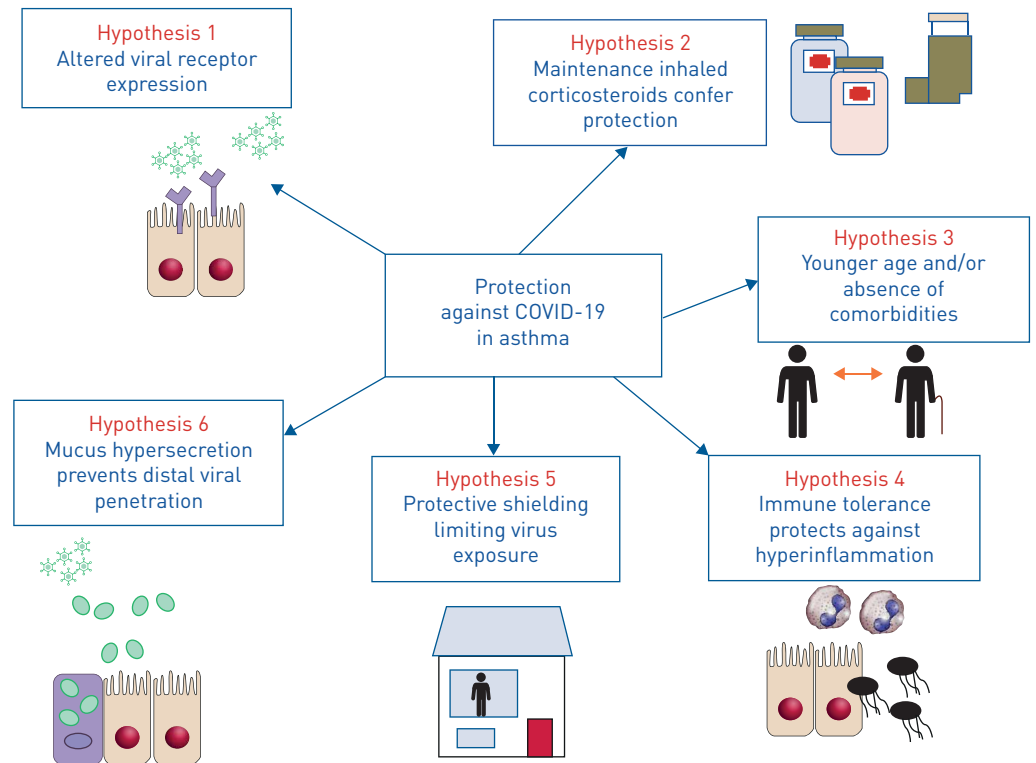 Hypothesis 1
Altered viral receptor
expression
Hypothesis 2
Maintenance inhaled
corticosteroids confer
protection
Hypothesis 3
Younger age and/or
absence of
comorbidities
Protection
against COVID-19
in asthma
Hypothesis 6
Mucus hypersecretion
prevents distal viral
penetration
Hypothesis 5
Protective shielding
limiting virus
exposure
Hypothesis 4
Immune tolerance
protects against
hyperinflammation